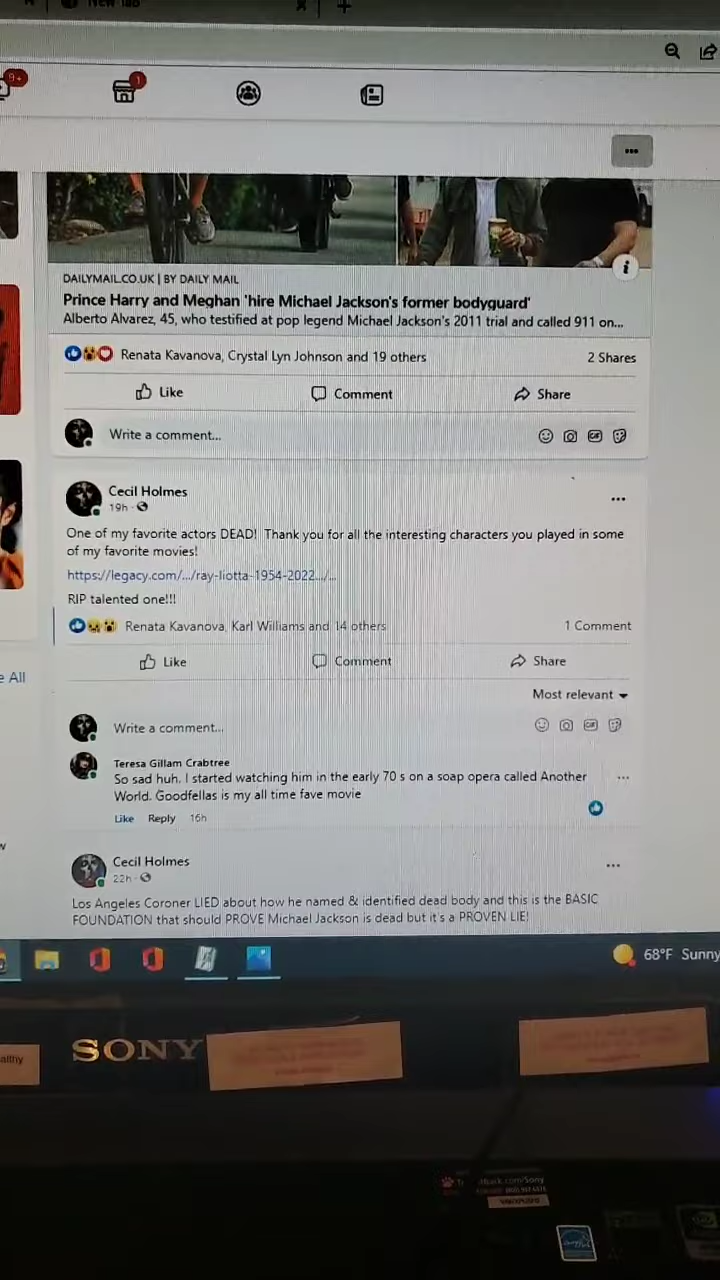 New Tab
9+
1
DAILYMAIL.CO.UK | BY DAILY MAIL
Prince Harry and Meghan 'hire Michael Jackson's former bodyguard'
Alberto Alvarez, 45, who testified at pop legend Michael Jackson's 2011 trial and called 911 on...
Renata Kavanova, Crystal Lyn Johnson and 19 others 2 Shares
Like Comment Share
Write a comment... GIF
Cecil Holmes
19h
One of my favorite actors DEAD! Thank you for all the interesting characters you played in some
of my favorite movies!
https://legacy.com/.../ray-liotta-1954-2022.../...
RIP talented one!!!
Renata Kavanova, Karl Williams and 14 others 1 Comment
Like Comment Share
e All
Most relevant
Write a comment... GIF
Teresa Gillam Crabtree
So sad huh. I started watching him in the early 70 s on a soap opera called Another
World. Goodfellas is my all time fave movie
Like Reply 16h
Cecil Holmes
22h
Los Angeles Coroner LIED about how he named & identified dead body and this is the BASIC
FOUNDATION that should PROVE Michael Jackson is dead but it's a PROVEN LIE!
68°F Sunny
SONY
althy